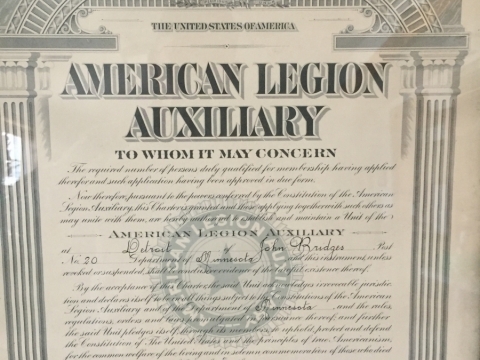 THE UNITED STATES OF AMERICA
AMERICAN LEGION
AUXILIARY
TO WHOM IT MAY CONCERN
The required number of persons duly qualified for membership having applied
therefor and such application having been approved in due form.
Now therefore, pursuant to the powers conferred by the Constitution of the American
Legion Auxiliary, this Charter is granted and those applying together with such others as
may unite with them, are hereby authorized to establish and maintain a Unit of the
AMERICAN LEGION AUXILIARY
at Detroit of John Bridges Post
No. 20 Department of Minnesota and this instrument, unless
revoked or suspended, shall be conclusive evidence of the lawful existence thereof.
By the acceptance of this Charter the said Unit acknowledges irrevocable jurisdic-
tion and declares itself to be in all things subject to the Constitutions of the American
Legion Auxiliary and of the Department of Minnesota and the rules,
regulations, orders and laws promulgated in pursuance thereof and further
the said Unit pledges itself, through its members, to uphold, protect and defend
the Constitution of The United States and the principles of true Americanism,
for the common welfare of the living and in solemn commemoration of those who died